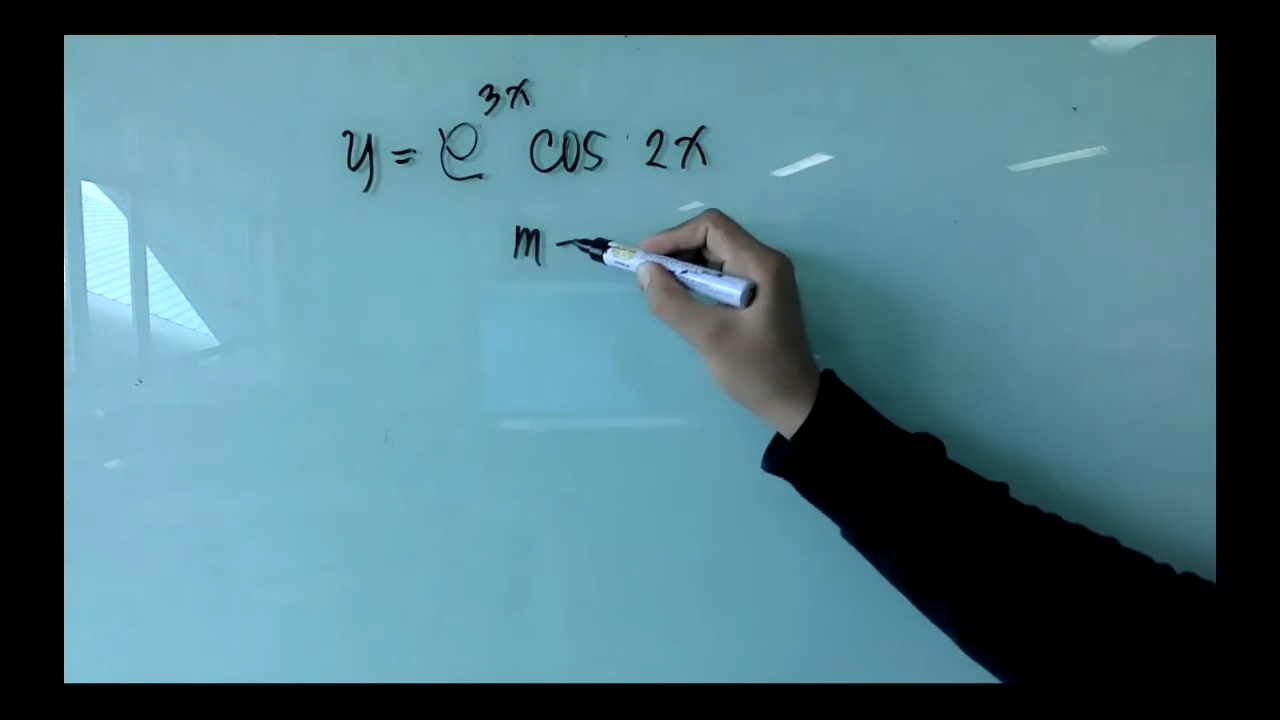 y = e^{3x} cos 2x
m -